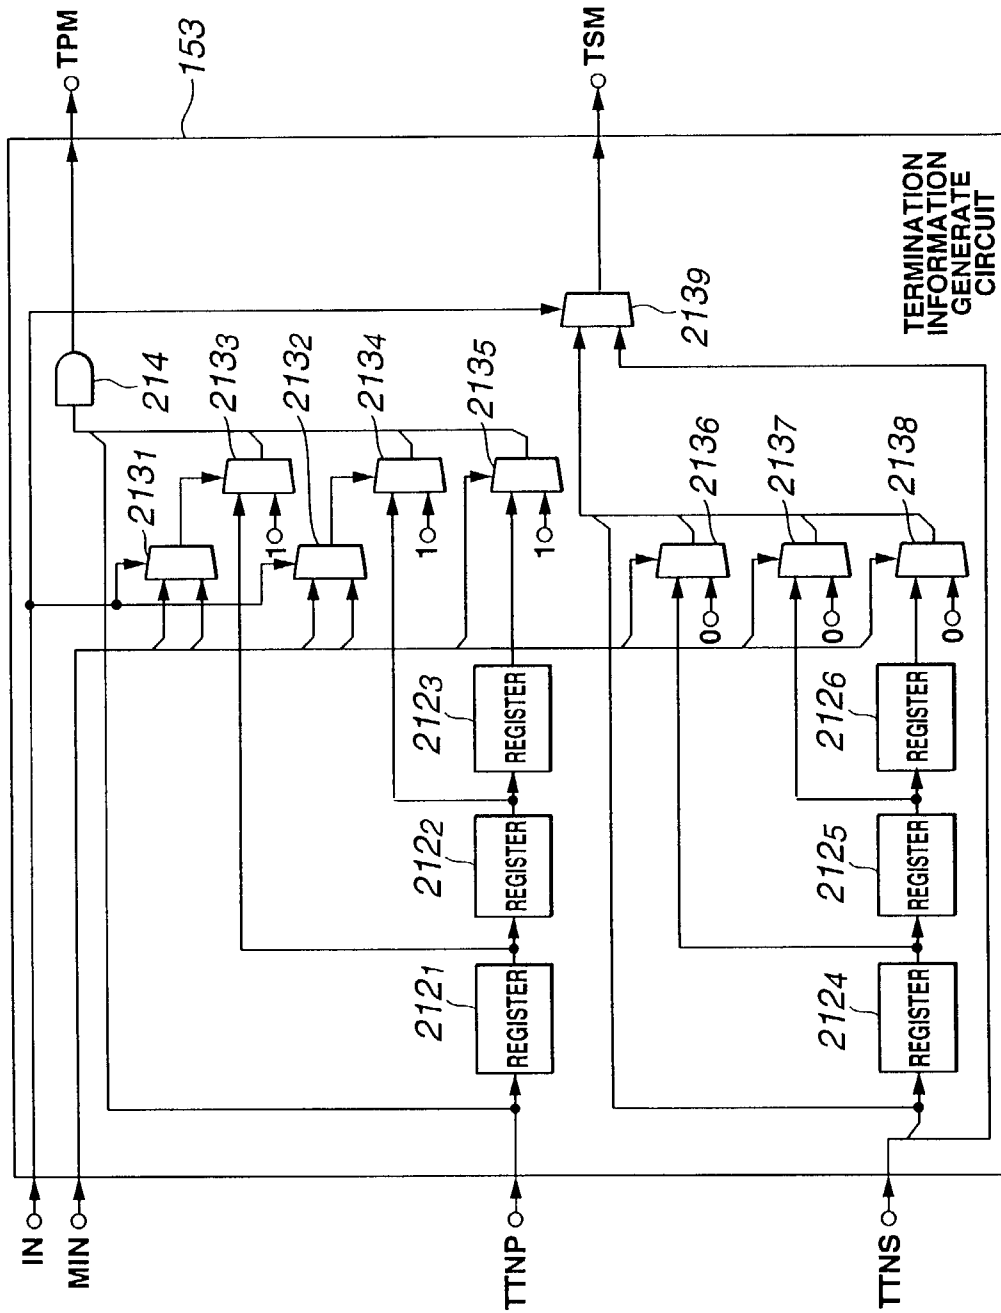 IN
MIN
TTNP
TTNS
TPM
TSM
153
214
2131
2133
2132
2134
2135
1
1
1
2139
2136
2137
2138
0
0
0
2121
REGISTER
2122
REGISTER
2123
REGISTER
2124
REGISTER
2125
REGISTER
2126
REGISTER
TERMINATION
INFORMATION
GENERATE
CIRCUIT